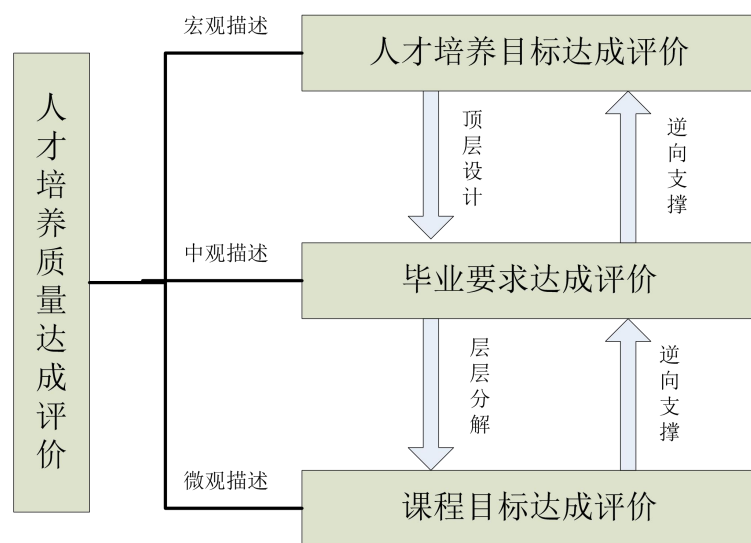 人才培养质量达成评价
宏观描述
人才培养目标达成评价
顶层设计
逆向支撑
中观描述
毕业要求达成评价
层层分解
逆向支撑
微观描述
课程目标达成评价